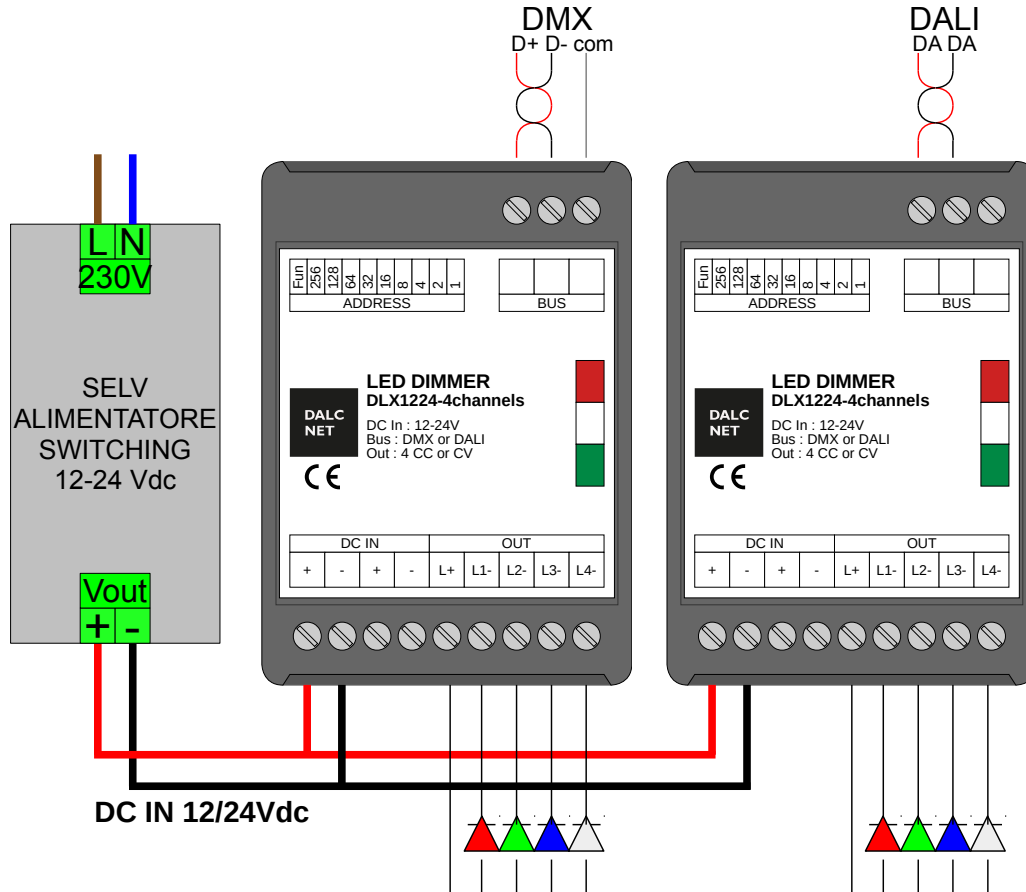 DMX
D+ D- com
DALI
DA DA
L N
230V
SELV
ALIMENTATORE
SWITCHING
12-24 Vdc
Vout
+ -
Fun 256 128 64 32 16 8 4 2 1
ADDRESS
BUS
LED DIMMER
DLX1224-4channels
DALC
NET
DC In : 12-24V
Bus : DMX or DALI
Out : 4 CC or CV
CE
DC IN
OUT
+ - + - L+ L1- L2- L3- L4-
Fun 256 128 64 32 16 8 4 2 1
ADDRESS
BUS
LED DIMMER
DLX1224-4channels
DALC
NET
DC In : 12-24V
Bus : DMX or DALI
Out : 4 CC or CV
CE
DC IN
OUT
+ - + - L+ L1- L2- L3- L4-
DC IN 12/24Vdc